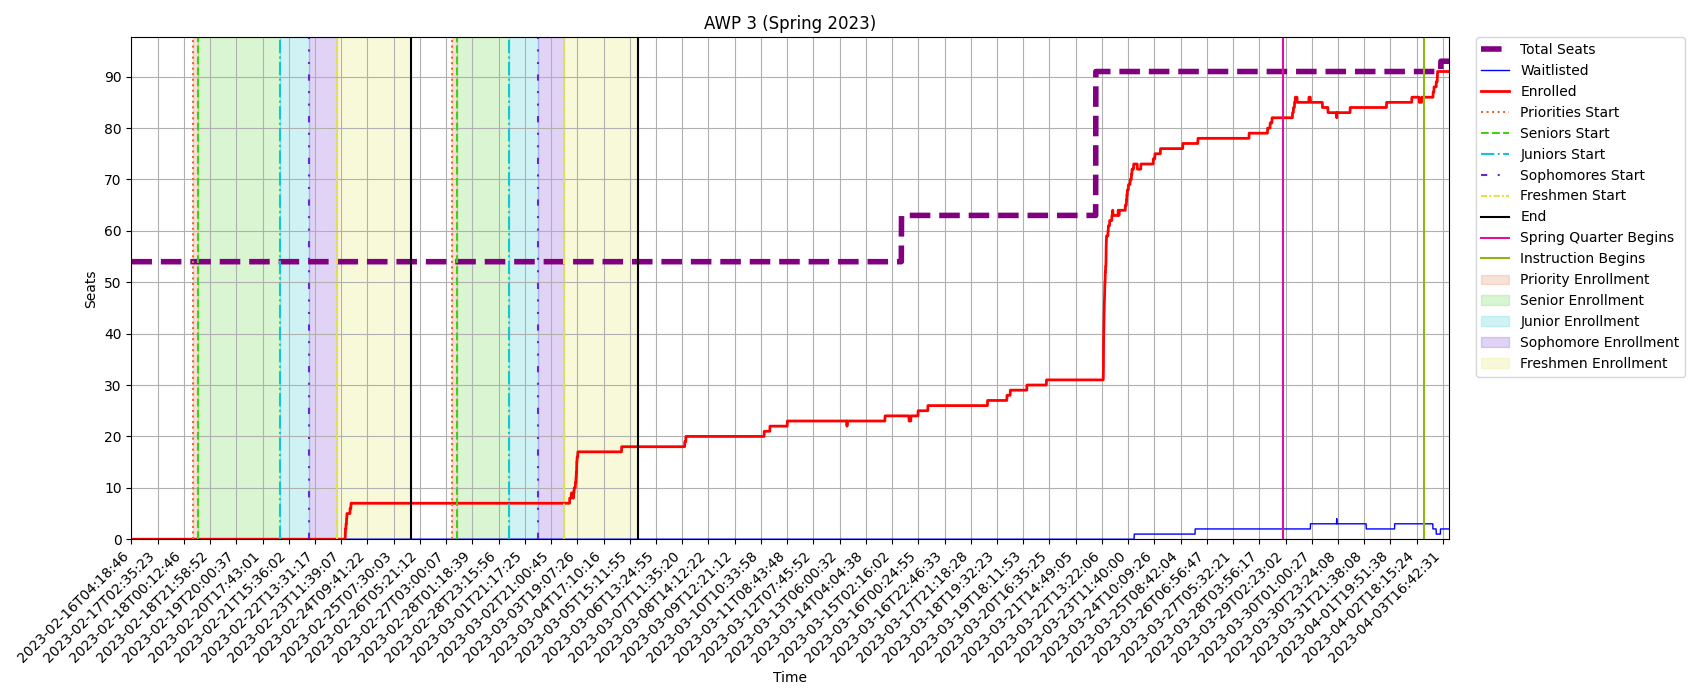 AWP 3 (Spring 2023)
Seats
90
80
70
60
50
40
30
20
10
0
2023-02-16T04:18:46
2023-02-17T02:35:23
2023-02-18T00:12:46
2023-02-18T21:58:52
2023-02-19T20:00:37
2023-02-20T17:43:01
2023-02-21T15:36:02
2023-02-22T13:31:17
2023-02-23T11:39:07
2023-02-24T09:41:22
2023-02-25T07:30:03
2023-02-26T05:21:12
2023-02-27T03:00:07
2023-02-28T01:18:39
2023-02-28T23:15:56
2023-03-01T21:17:25
2023-03-02T21:00:45
2023-03-03T19:07:26
2023-03-04T17:10:16
2023-03-05T15:11:55
2023-03-06T13:24:55
2023-03-07T11:35:20
2023-03-08T14:12:22
2023-03-09T12:21:12
2023-03-10T10:33:58
2023-03-11T08:43:48
2023-03-12T07:45:52
2023-03-13T06:00:32
2023-03-14T04:04:38
2023-03-15T02:16:02
2023-03-16T00:24:55
2023-03-16T22:46:33
2023-03-17T21:18:28
2023-03-18T19:32:23
2023-03-19T18:11:53
2023-03-20T16:35:25
2023-03-21T14:49:05
2023-03-22T13:22:06
2023-03-23T11:40:00
2023-03-24T10:09:26
2023-03-25T08:42:04
2023-03-26T06:56:47
2023-03-27T05:32:21
2023-03-28T03:56:17
2023-03-29T02:23:02
2023-03-30T01:00:27
2023-03-30T23:24:08
2023-03-31T21:38:08
2023-04-01T19:51:38
2023-04-02T18:15:24
2023-04-03T16:42:31
Time
Total Seats
Waitlisted
Enrolled
Priorities Start
Seniors Start
Juniors Start
Sophomores Start
Freshmen Start
End
Spring Quarter Begins
Instruction Begins
Priority Enrollment
Senior Enrollment
Junior Enrollment
Sophomore Enrollment
Freshmen Enrollment